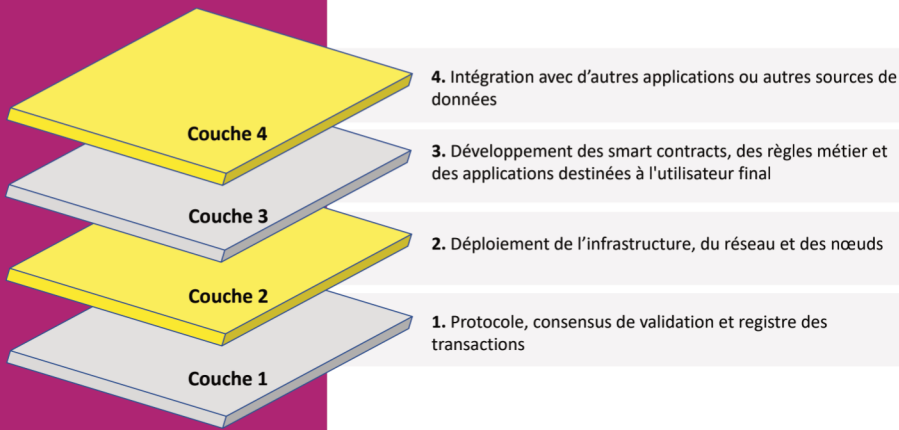 Couche 4
4. Intégration avec d’autres applications ou autres sources de
données
Couche 3
3. Développement des smart contracts, des règles métier et
des applications destinées à l'utilisateur final
Couche 2
2. Déploiement de l’infrastructure, du réseau et des nœuds
Couche 1
1. Protocole, consensus de validation et registre des
transactions